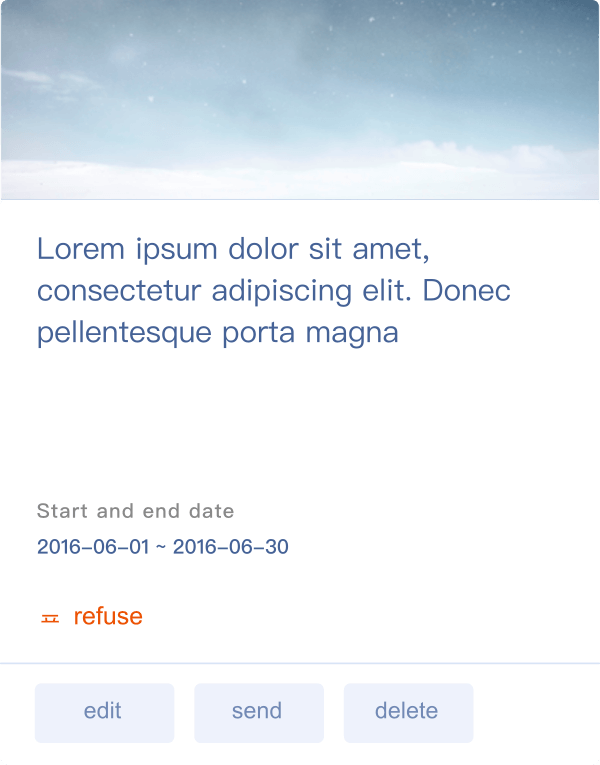 Lorem ipsum dolor sit amet,
consectetur adipiscing elit. Donec
pellentesque porta magna
Start and end date
2016–06–01 ~ 2016–06–30
refuse
edit
send
delete